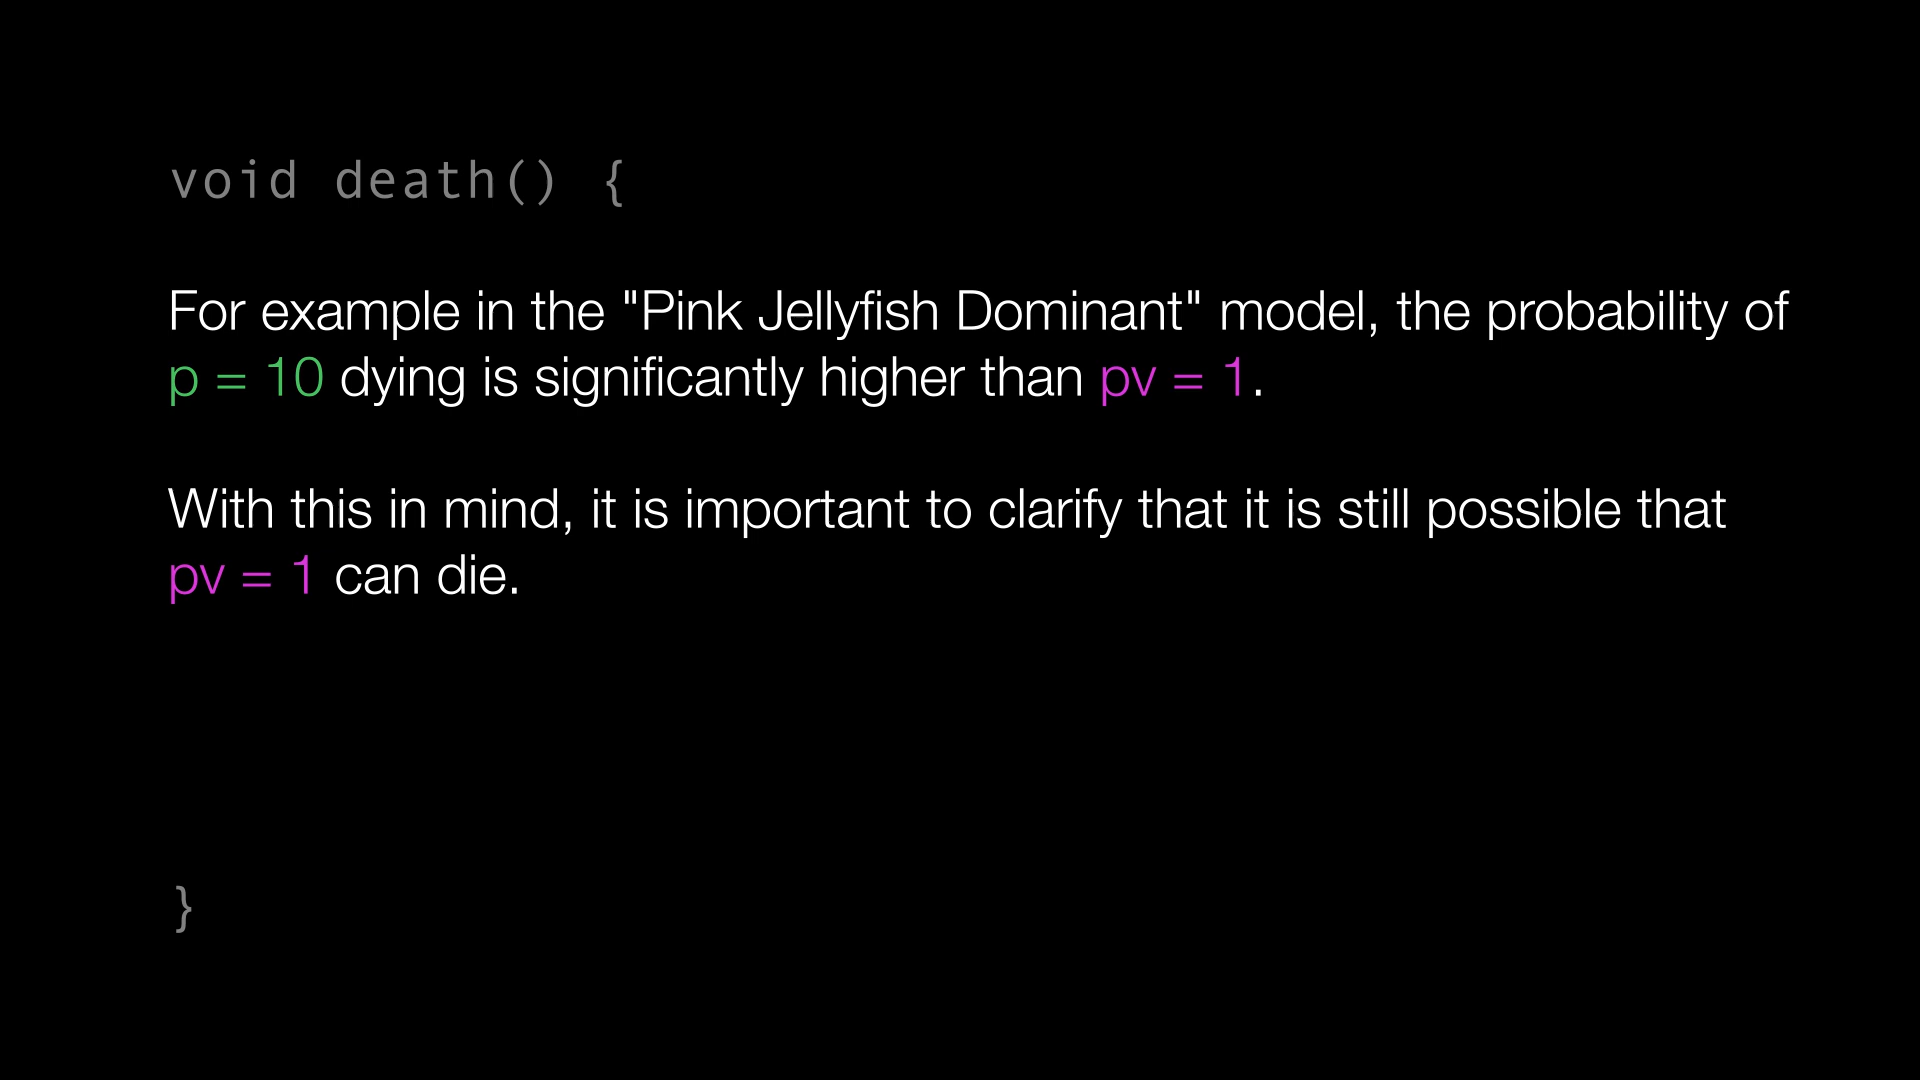 void death() {
For example in the "Pink Jellyfish Dominant" model, the probability of
p = 10 dying is significantly higher than pv = 1.
With this in mind, it is important to clarify that it is still possible that
pv = 1 can die.
}